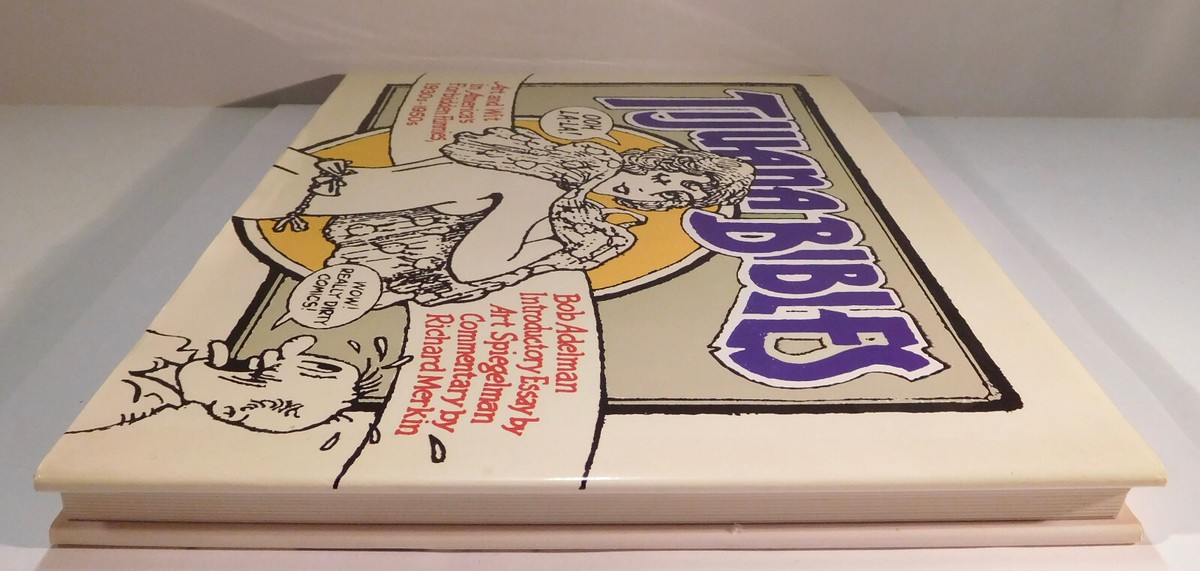 TIJUANA BIBLES
Art and Wit
in America's
Forbidden Funnies,
1930s-1950s
OOH
LA LA!
WOW!
REALLY DIRTY
COMICS!
Bob Adelman
Introductory Essay by
Art Spiegelman
Commentary by
Richard Merkin